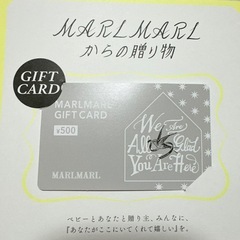 MARLMARL
からの贈り物
GIFT
CARD
MARLMARL
GIFT CARD
¥500
We Are
All So Glad
You Are Here
MARLMARL
ベビーとあなたと贈り主、みんなに、
『あなたがここにいてくれて嬉しい』を。